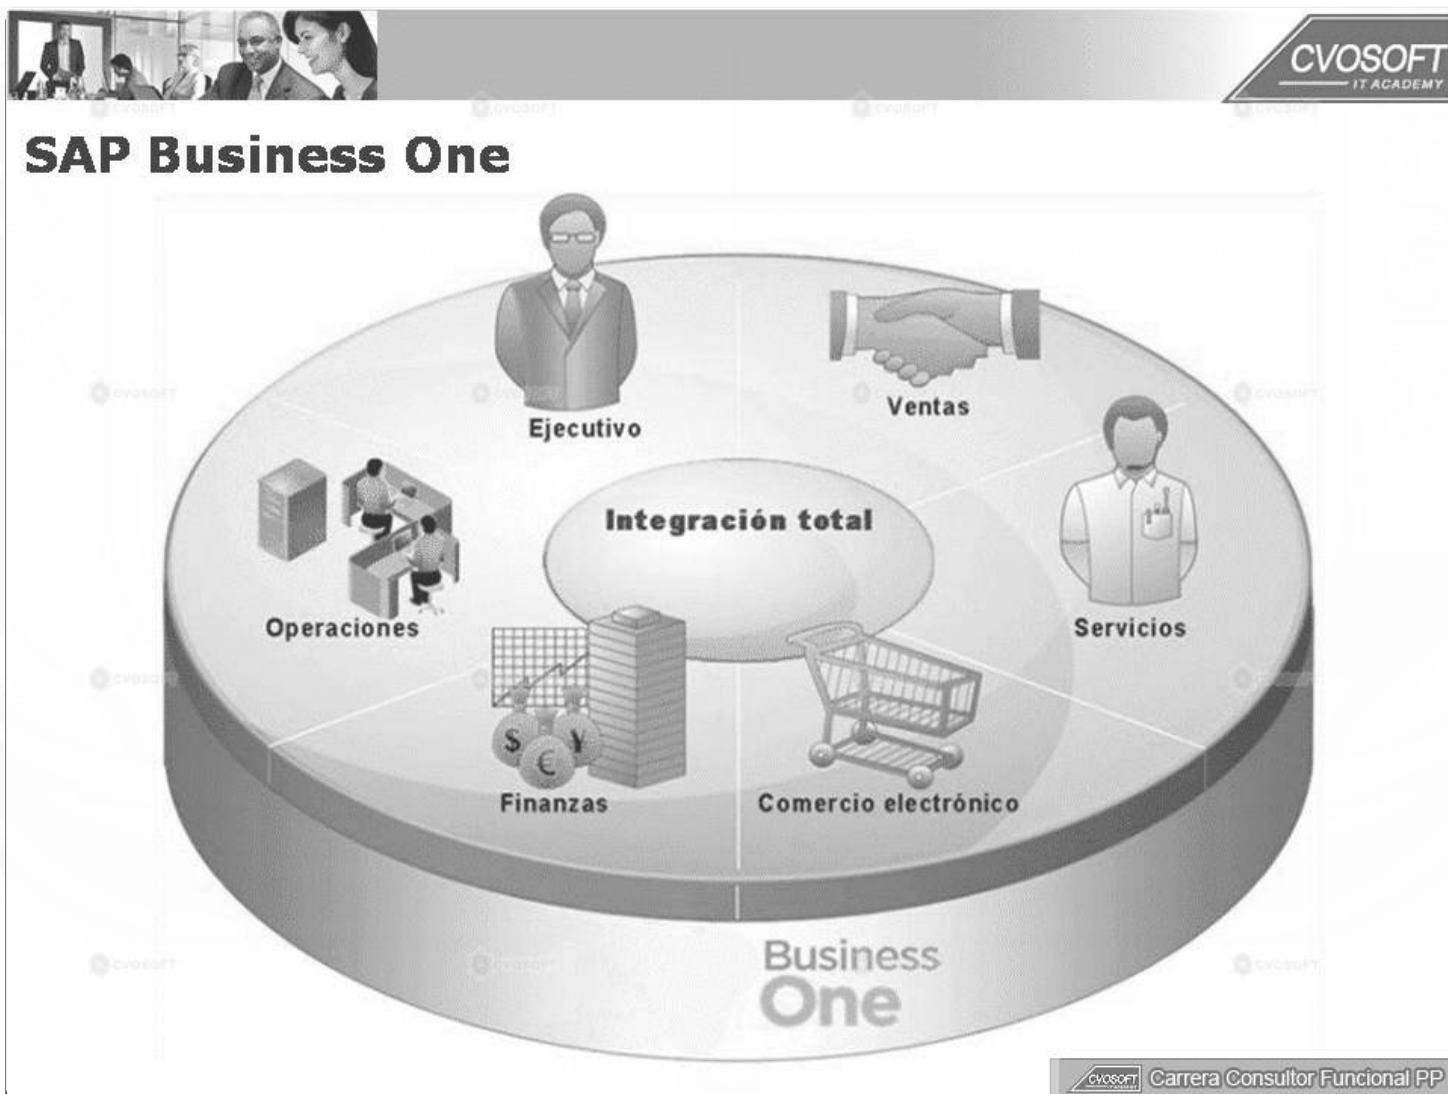 CVOSOFT
IT ACADEMY
SAP Business One
Ejecutivo
Ventas
Integración total
Operaciones
Servicios
$ € ¥
Finanzas
Comercio electrónico
Business
One
CVOSOFT
Carrera Consultor Funcional PP